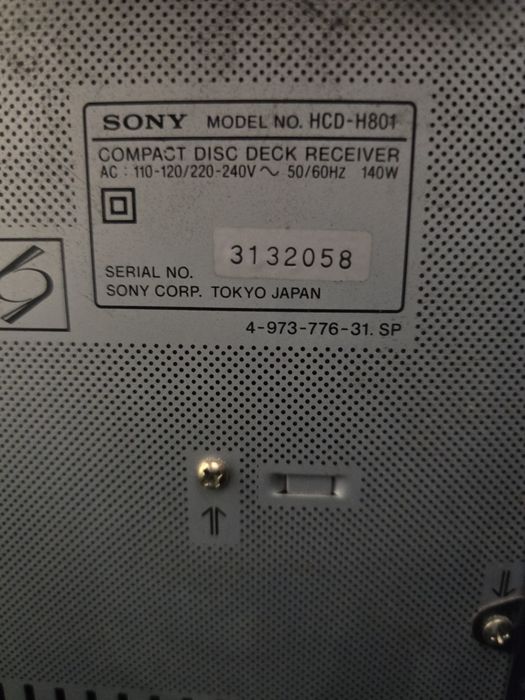 SONY MODEL NO. HCD-H801
COMPACT DISC DECK RECEIVER
AC : 110-120/220-240V ~ 50/60HZ 140W
3132058
SERIAL NO.
SONY CORP. TOKYO JAPAN
4-973-776-31. SP